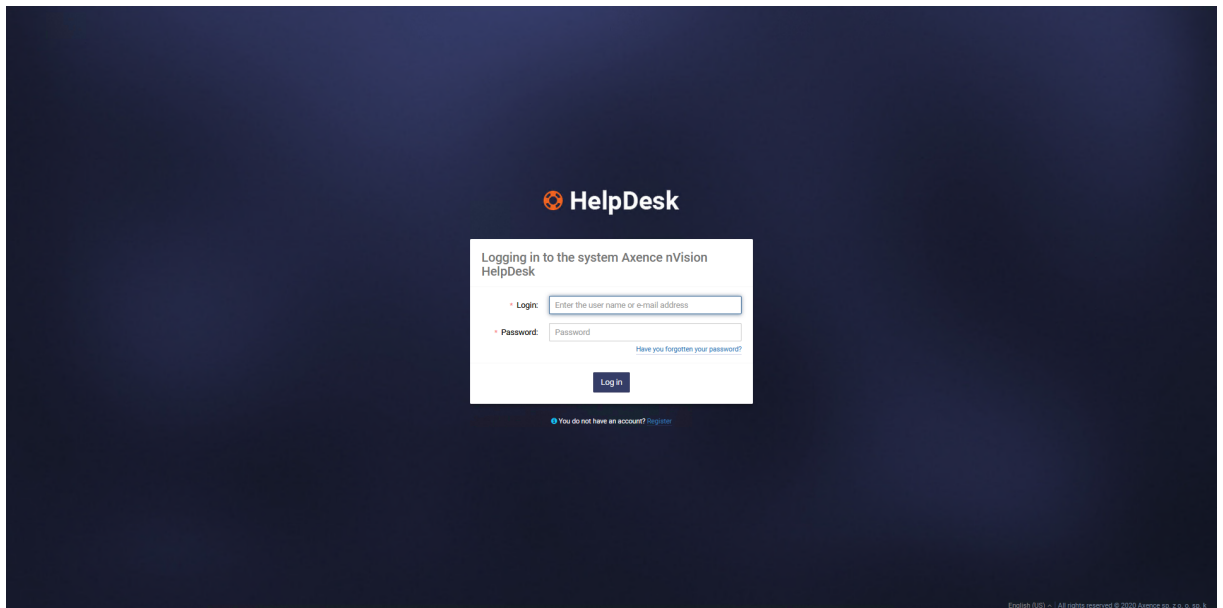 HelpDesk
Logging in to the system Axence nVision
HelpDesk
* Login:
Enter the user name or e-mail address
* Password:
Password
Have you forgotten your password?
Log in
You do not have an account? Register
English (US) | All rights reserved © 2020 Axence sp. z o. o. sp. k